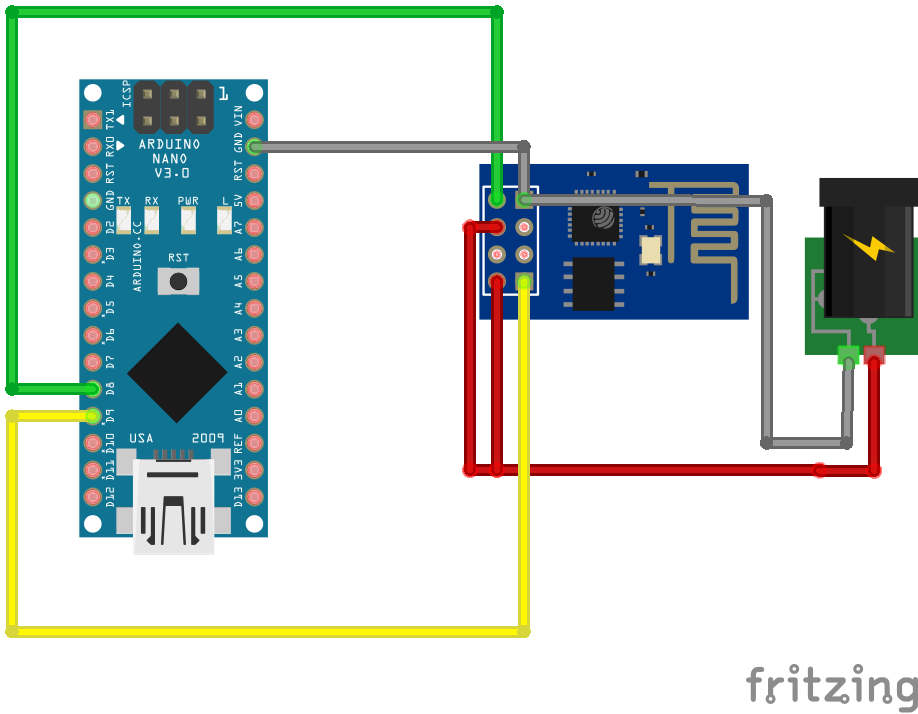 ICSP
1
TX1
RX0
RST
GND
D2
D3
D4
D5
D6
D7
D8
D9
D10
D11
D12
ARDUINO
NANO
V3.0
TX
RX
PWR
L
ARDUINO.CC
RST
USA
2009
VIN
GND
RST
5V
A7
A6
A5
A4
A3
A2
A1
A0
REF
3V3
D13
fritzing